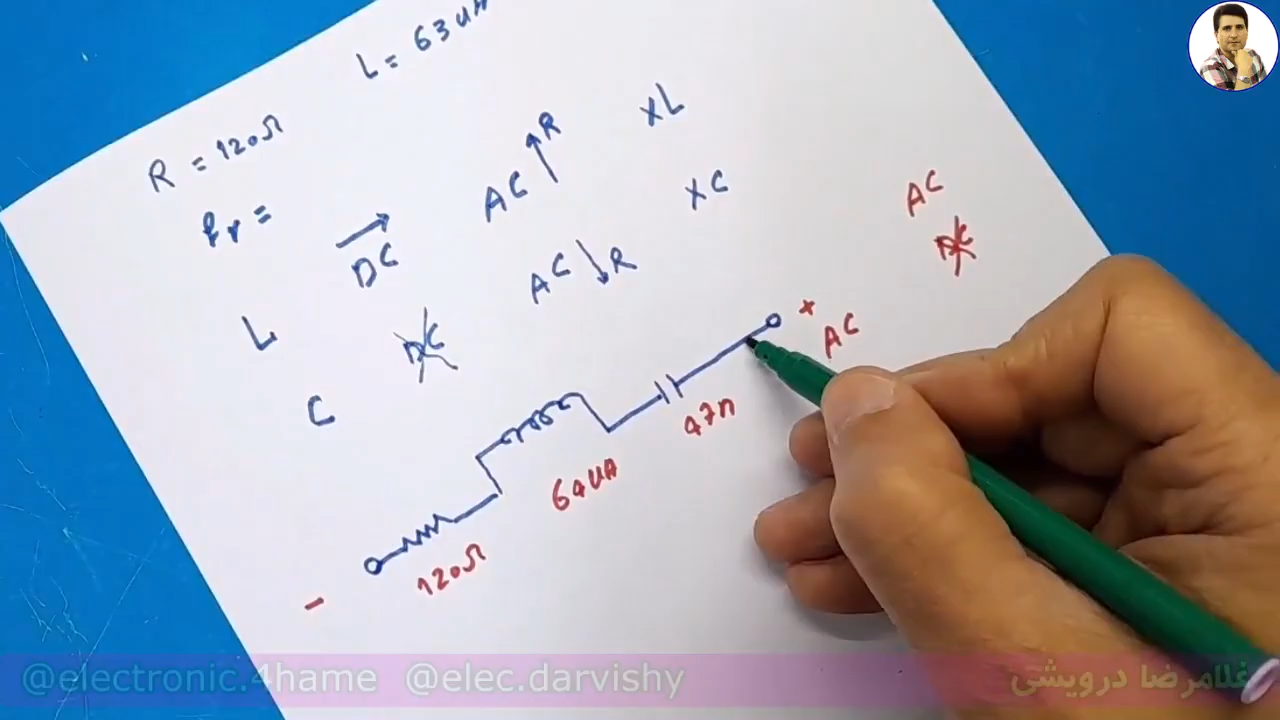 L = 63uH
R = 120Ω
fr =
DC
AC R
XL
AC R
XC
AC
L
C
+
AC
47n
64uH
120Ω
-
@electronic.4hame @elec.darvishy
غلامرضا درویشی